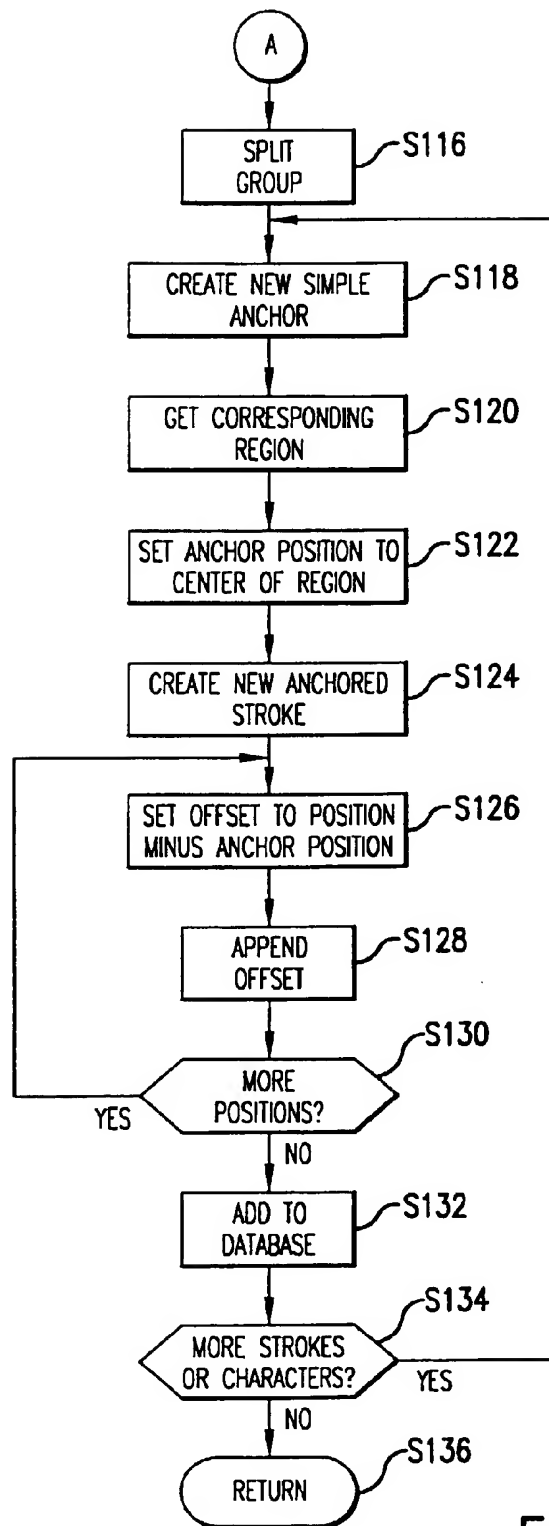 A
SPLIT
GROUP
S116
CREATE NEW SIMPLE
ANCHOR
S118
GET CORRESPONDING
REGION
S120
SET ANCHOR POSITION TO
CENTER OF REGION
S122
CREATE NEW ANCHORED
STROKE
S124
SET OFFSET TO POSITION
MINUS ANCHOR POSITION
S126
APPEND
OFFSET
S128
MORE
POSITIONS?
S130
YES
NO
ADD TO
DATABASE
S132
MORE STROKES
OR CHARACTERS?
S134
YES
NO
RETURN
S136